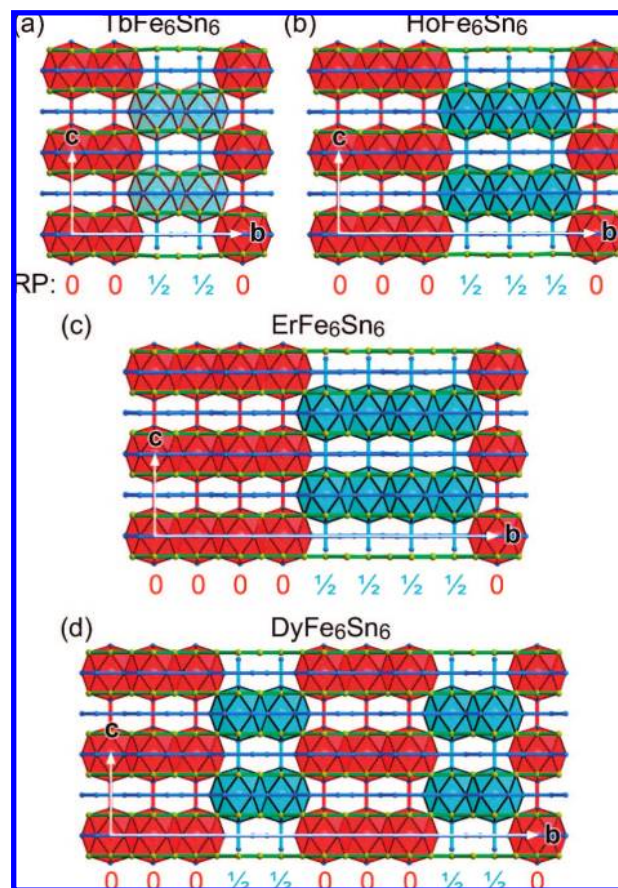 (a) TbFe₆Sn₆
c
b
RP: 0 0 ½ ½ 0
(b) HoFe₆Sn₆
c
b
0 0 0 ½ ½ ½ 0
(c) ErFe₆Sn₆
c
b
0 0 0 0 ½ ½ ½ ½ 0
(d) DyFe₆Sn₆
c
b
0 0 0 ½ ½ 0 0 0 ½ ½ 0